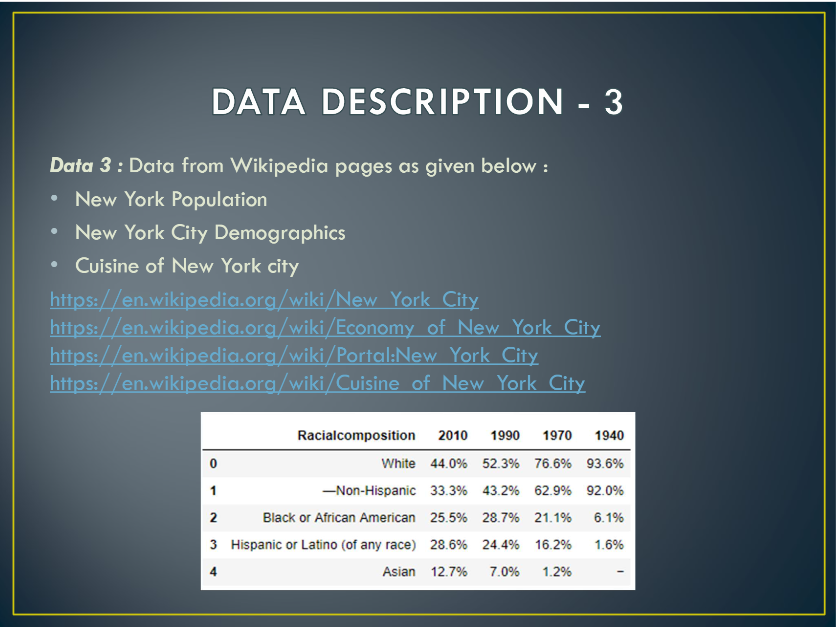 DATA DESCRIPTION - 3
Data 3 : Data from Wikipedia pages as given below :
• New York Population
• New York City Demographics
• Cuisine of New York city
https://en.wikipedia.org/wiki/New_York_City
https://en.wikipedia.org/wiki/Economy_of_New_York_City
https://en.wikipedia.org/wiki/Portal:New_York_City
https://en.wikipedia.org/wiki/Cuisine_of_New_York_City
Racialcomposition 2010 1990 1970 1940
0 White 44.0% 52.3% 76.6% 93.6%
1 —Non-Hispanic 33.3% 43.2% 62.9% 92.0%
2 Black or African American 25.5% 28.7% 21.1% 6.1%
3 Hispanic or Latino (of any race) 28.6% 24.4% 16.2% 1.6%
4 Asian 12.7% 7.0% 1.2% –